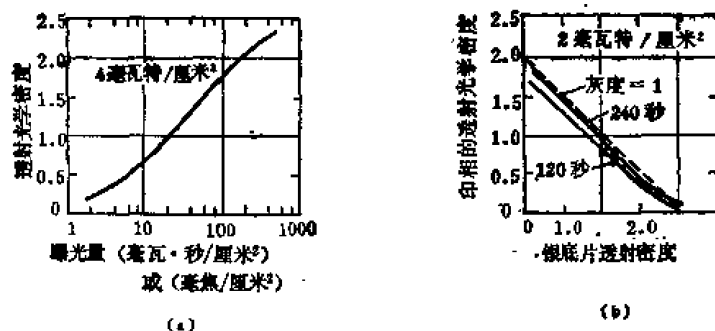 2.5
2.0
1.5
1.0
0.5
0
透射光学密度
4毫瓦特/厘米²
1 10 100 1000
曝光量（毫瓦·秒/厘米²）
或（毫焦/厘米²）
(a)
2.5
2.0
1.5
1.0
0.5
0
印相的透射光学密度
2毫瓦特/厘米²
灰度=1
240秒
120秒
0 1.0 2.0
银底片透射密度
(b)